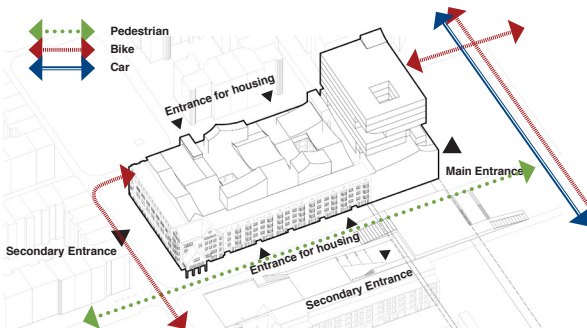 Pedestrian
Bike
Car
Entrance for housing
Main Entrance
Secondary Entrance
Entrance for housing
Secondary Entrance